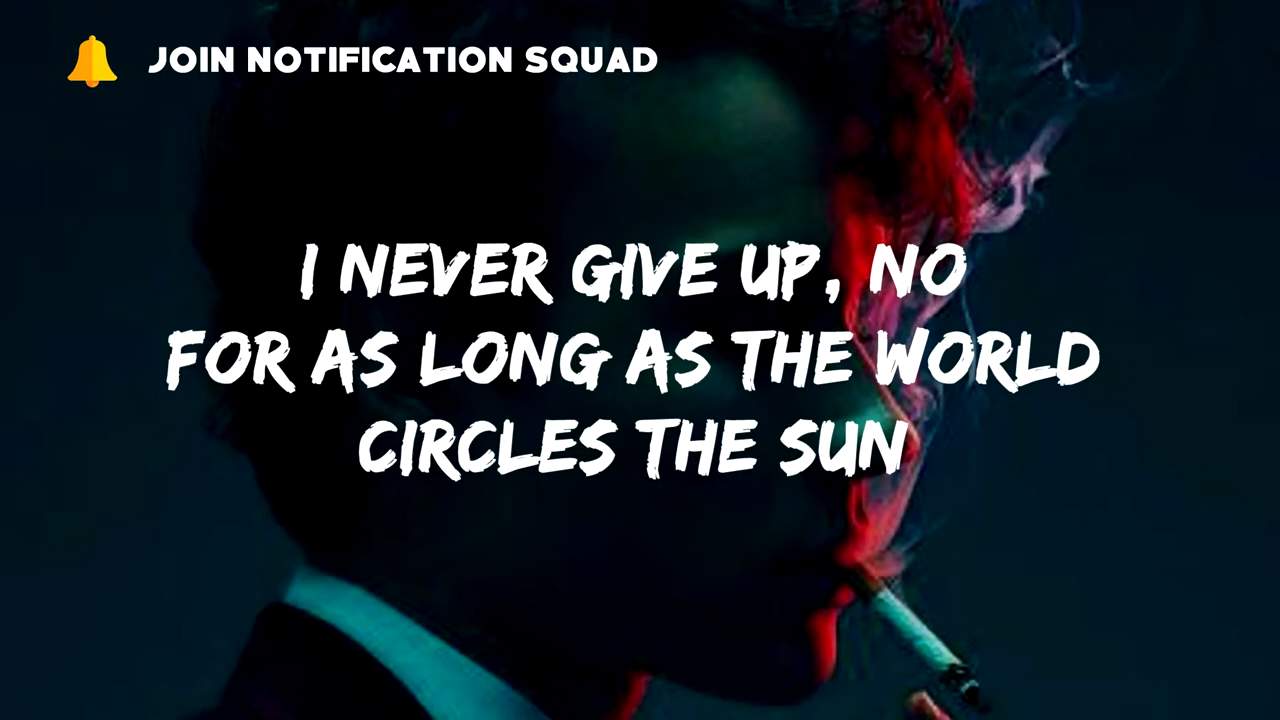 JOIN NOTIFICATION SQUAD
I NEVER GIVE UP, NO
FOR AS LONG AS THE WORLD
CIRCLES THE SUN